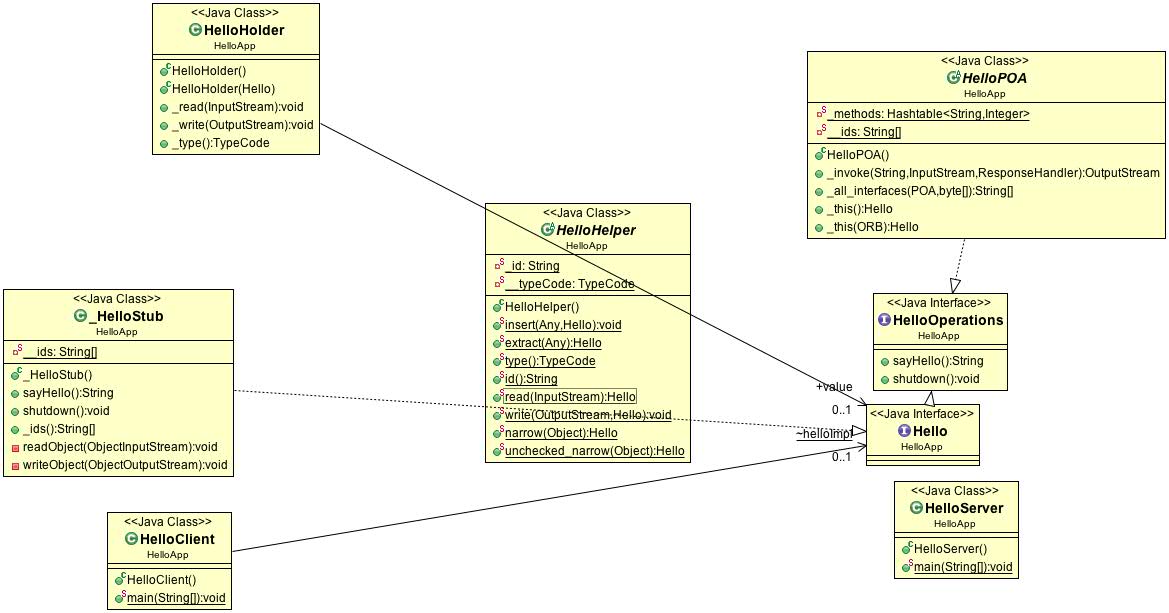 <<Java Class>>
HelloHolder
HelloApp
HelloHolder()
HelloHolder(Hello)
_read(InputStream):void
_write(OutputStream):void
_type():TypeCode
<<Java Class>>
HelloPOA
HelloApp
_methods: Hashtable<String,Integer>
__ids: String[]
HelloPOA()
_invoke(String,InputStream,ResponseHandler):OutputStream
_all_interfaces(POA,byte[]):String[]
_this():Hello
_this(ORB):Hello
<<Java Class>>
HelloHelper
HelloApp
_id: String
__typeCode: TypeCode
HelloHelper()
insert(Any,Hello):void
extract(Any):Hello
type():TypeCode
id():String
read(InputStream):Hello
write(OutputStream,Hello):void
narrow(Object):Hello
unchecked_narrow(Object):Hello
<<Java Class>>
_HelloStub
HelloApp
__ids: String[]
_HelloStub()
sayHello():String
shutdown():void
_ids():String[]
readObject(ObjectInputStream):void
writeObject(ObjectOutputStream):void
<<Java Interface>>
HelloOperations
HelloApp
sayHello():String
shutdown():void
+value
0..1
<<Java Interface>>
Hello
HelloApp
~helloImpl
0..1
<<Java Class>>
HelloServer
HelloApp
HelloServer()
main(String[]):void
<<Java Class>>
HelloClient
HelloApp
HelloClient()
main(String[]):void